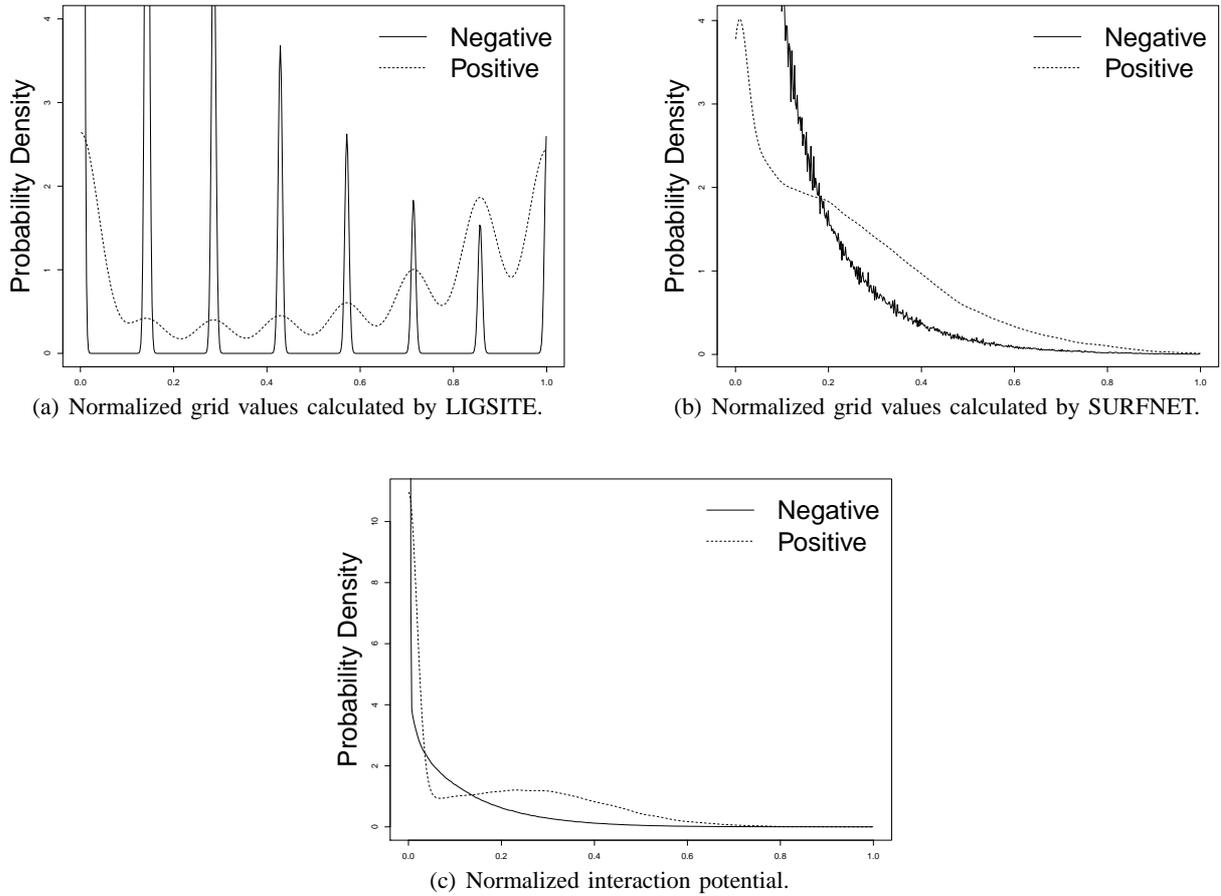 Probability Density
4
3
2
1
0
Negative
Positive
0.0 0.2 0.4 0.6 0.8 1.0
(a) Normalized grid values calculated by LIGSITE.
Probability Density
4
3
2
1
0
Negative
Positive
0.0 0.2 0.4 0.6 0.8 1.0
(b) Normalized grid values calculated by SURFNET.
Probability Density
10
8
6
4
2
0
Negative
Positive
0.0 0.2 0.4 0.6 0.8 1.0
(c) Normalized interaction potential.